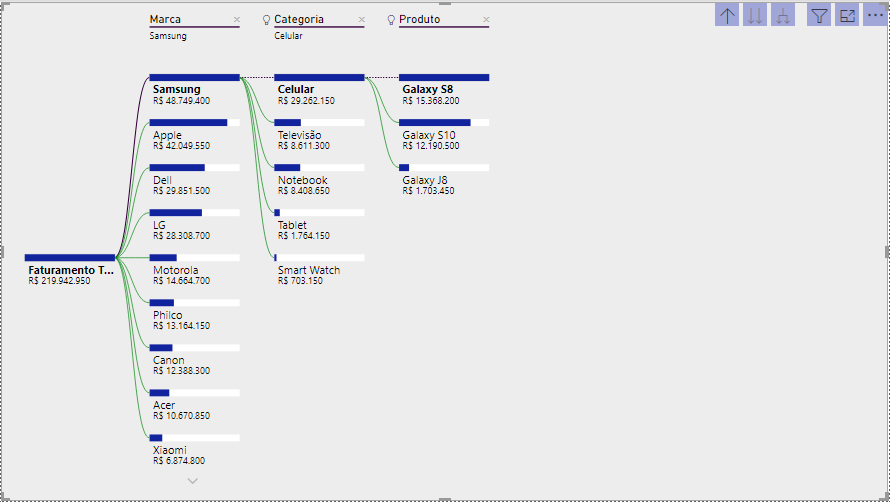 Marca
Samsung
Categoria
Celular
Produto
Samsung
R$ 48.749.400
Apple
R$ 42.049.550
Dell
R$ 29.851.500
LG
R$ 28.308.700
Motorola
R$ 14.664.700
Philco
R$ 13.164.150
Canon
R$ 12.388.300
Acer
R$ 10.670.850
Xiaomi
R$ 6.874.800
Faturamento T...
R$ 219.942.950
Celular
R$ 29.262.150
Televisão
R$ 8.611.300
Notebook
R$ 8.408.650
Tablet
R$ 1.764.150
Smart Watch
R$ 703.150
Galaxy S8
R$ 15.368.200
Galaxy S10
R$ 12.190.500
Galaxy J8
R$ 1.703.450